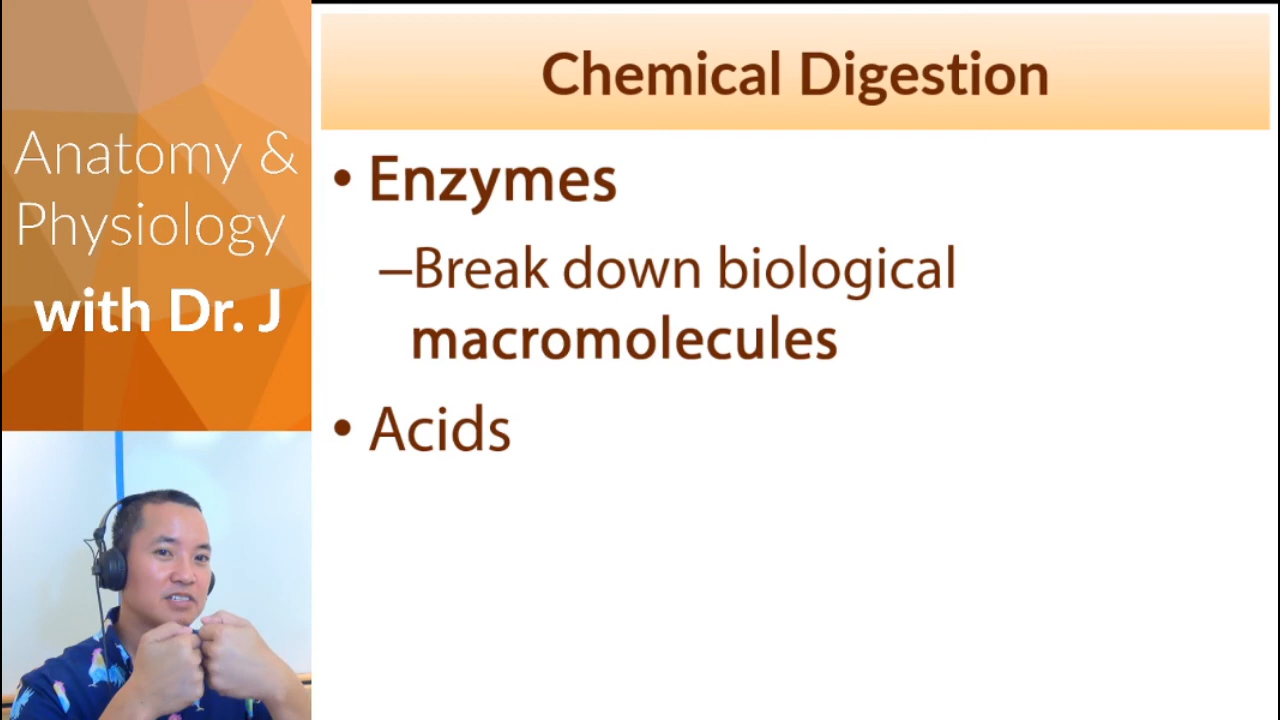 Anatomy &
Physiology
with Dr. J
Chemical Digestion
• Enzymes
–Break down biological
macromolecules
• Acids